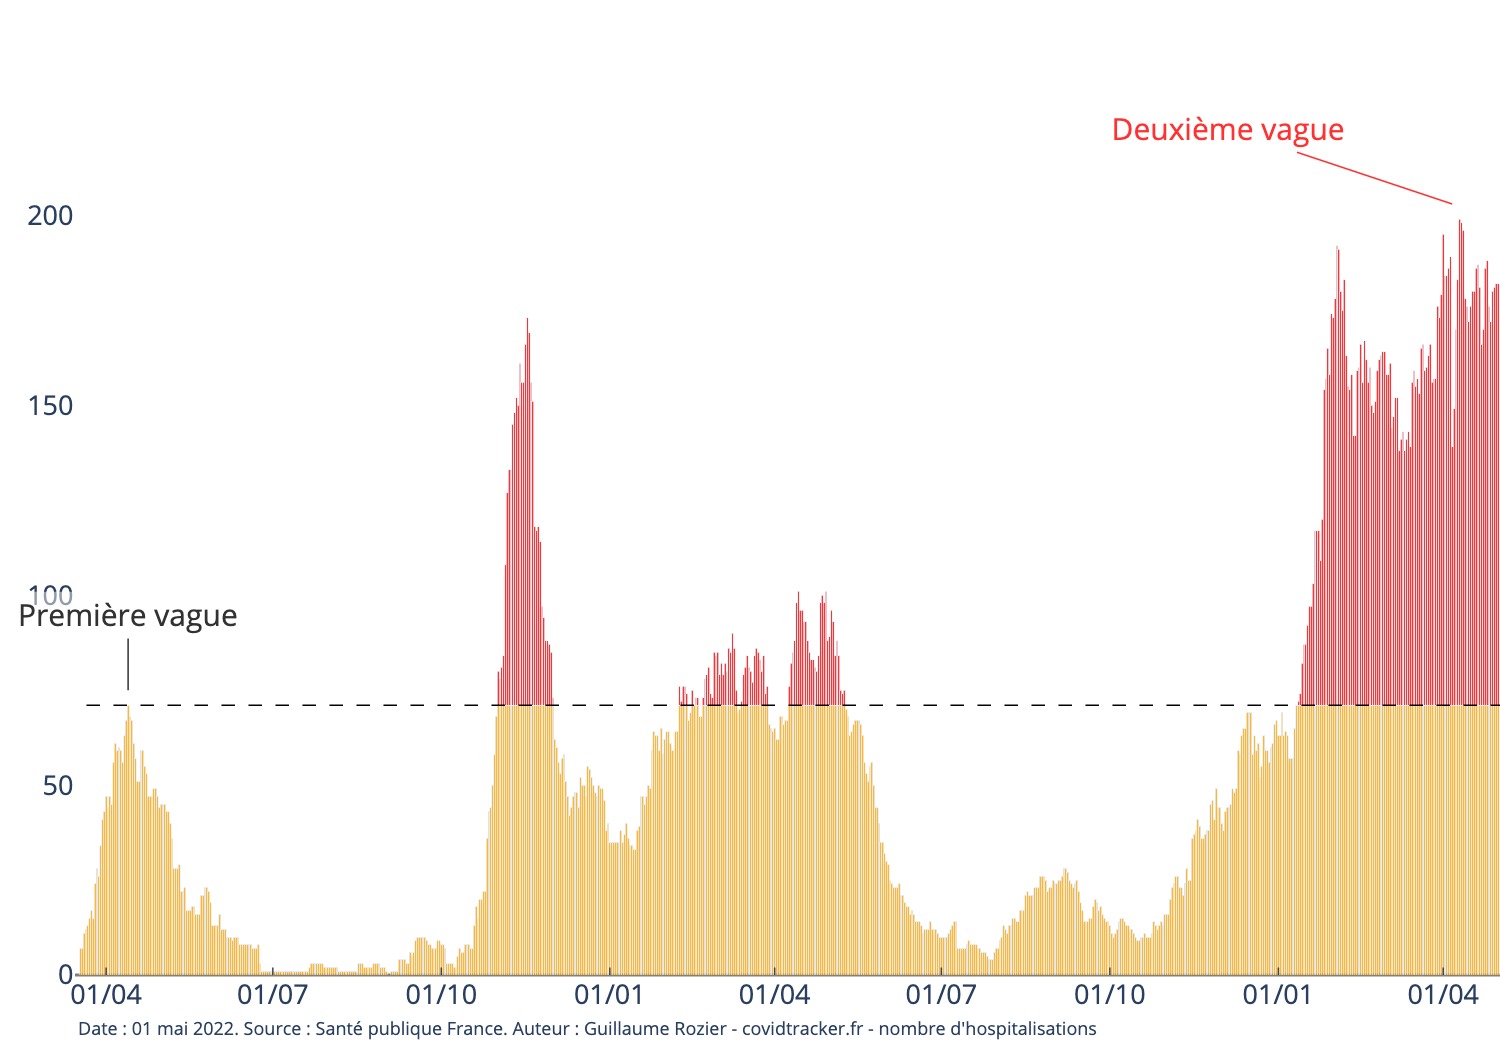 Deuxième vague
200
150
100
Première vague
50
0
01/04 01/07 01/10 01/01 01/04 01/07 01/10 01/01 01/04
Date : 01 mai 2022. Source : Santé publique France. Auteur : Guillaume Rozier - covidtracker.fr - nombre d'hospitalisations